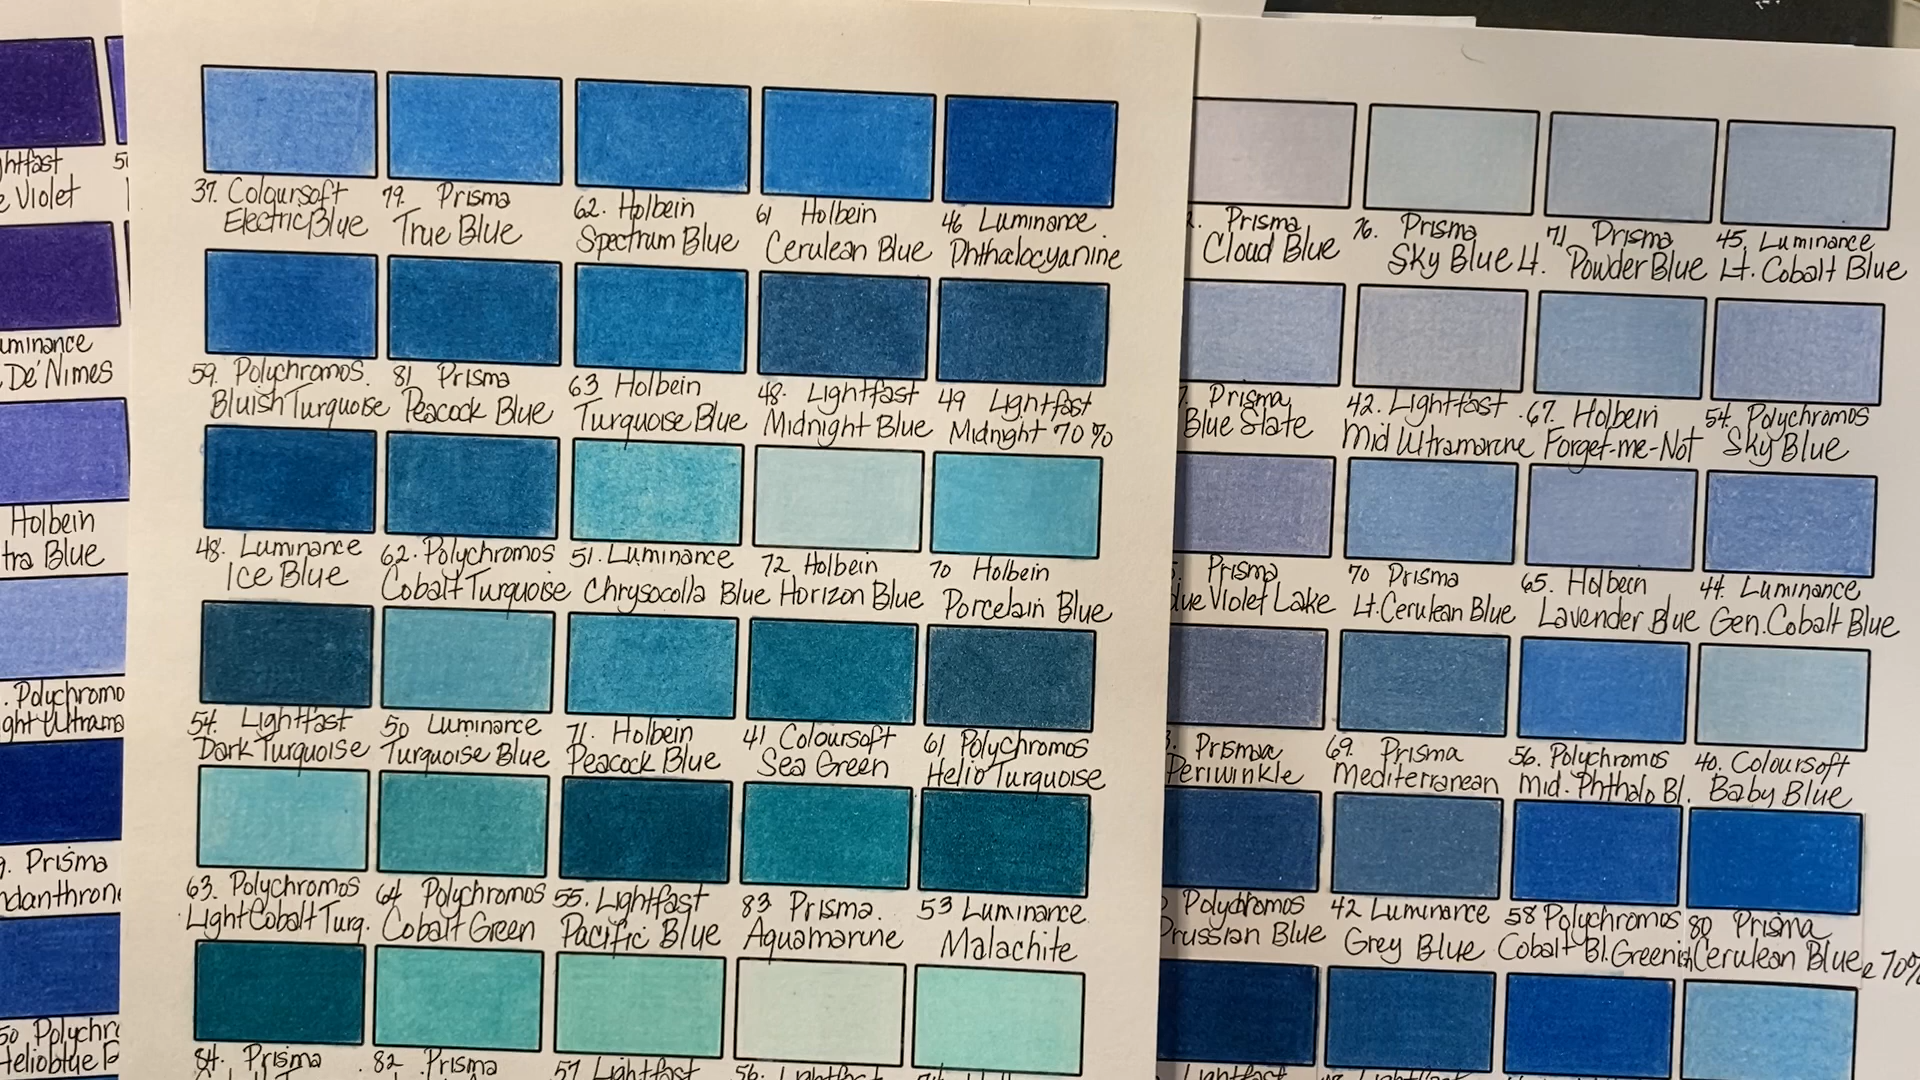 htfast
Violet
uminance
De'Nimes
Holbein
tra Blue
Polychromo
ght Ultrama
Prisma
ndanthrone
50 Polychro
Helioblue
37. Coloursoft
Electric Blue
79. Prisma
True Blue
62. Holbein
Spectrum Blue
61 Holbein
Cerulean Blue
46 Luminance
Phthalocyanine
59. Polychromos
Bluish Turquoise
81 Prisma
Peacock Blue
63 Holbein
Turquoise Blue
48. Lightfast
Midnight Blue
49 Lightfast
Midnight 70%
48. Luminance
Ice Blue
62. Polychromos
Cobalt Turquoise
51. Luminance
Chrysocolla Blue
72 Holbein
Horizon Blue
70 Holbein
Porcelain Blue
54. Lightfast
Dark Turquoise
50 Luminance
Turquoise Blue
71. Holbein
Peacock Blue
41 Coloursoft
Sea Green
61 Polychromos
Helio Turquoise
63. Polychromos
Light Cobalt Turq.
64 Polychromos
Cobalt Green
55. Lightfast
Pacific Blue
83 Prisma
Aquamarine
53 Luminance
Malachite
84. Prisma
82 Prisma
57 Lightfast
56. Lightfast
Prisma
Cloud Blue
76. Prisma
Sky Blue Lt.
71 Prisma
Powder Blue
45. Luminance
Lt. Cobalt Blue
Prisma
Blue Slate
42. Lightfast
Mid Ultramarine
67. Holbein
Forget-me-Not
54. Polychromos
Sky Blue
Prisma
lue Violet Lake
70 Prisma
Lt. Cerulean Blue
65. Holbein
Lavender Blue
44. Luminance
Gen. Cobalt Blue
Prisma
Periwinkle
69. Prisma
Mediterranean
56. Polychromos
Mid. Phthalo Bl.
40. Coloursoft
Baby Blue
Polychromos
Prussian Blue
42 Luminance
Grey Blue
58 Polychromos
Cobalt Bl. Greenish
80 Prisma
Cerulean Blue
70%
Lightfast